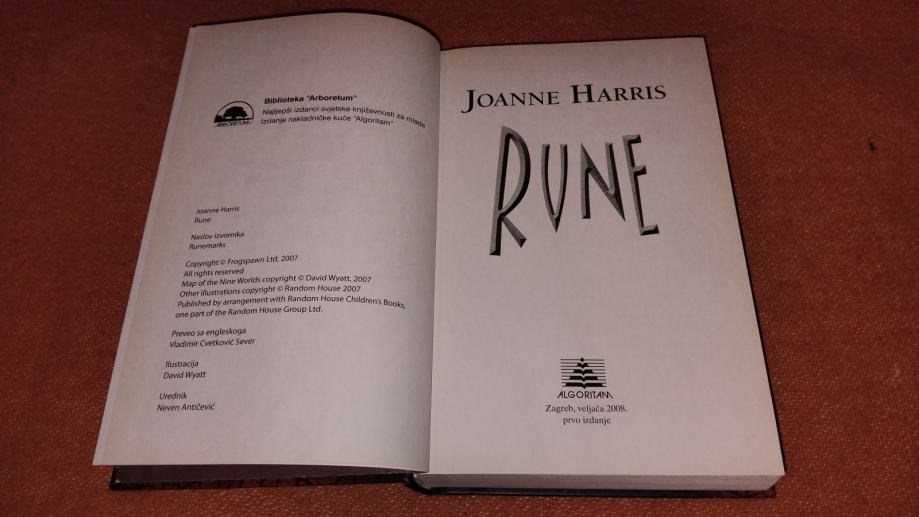 Biblioteka "Arboretum"
Najljepši izdanci svjetske književnosti za mlade
Izdanje nakladničke kuće "Algoritam"
ARBORETUM
Joanne Harris
Rune
Naslov izvornika
Runemarks
Copyright © Frogspawn Ltd, 2007
All rights reserved
Map of the Nine Worlds copyright © David Wyatt, 2007
Other illustrations copyright © Random House 2007
Published by arrangement with Random House Children's Books,
one part of the Random House Group Ltd.
Preveo sa engleskoga
Vladimir Cvetković Sever
Ilustracija
David Wyatt
Urednik
Neven Antičević
JOANNE HARRIS
RUNE
ALGORITAM
Zagreb, veljača 2008.
prvo izdanje